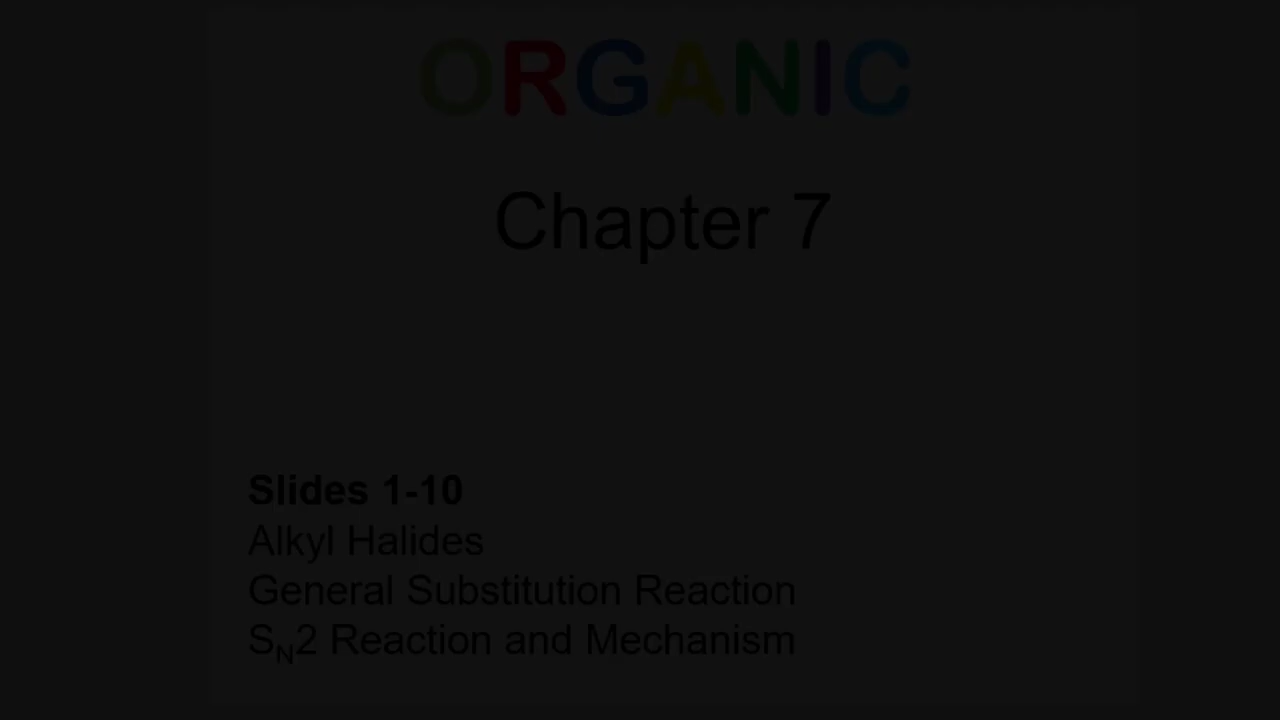 ORGANIC
Chapter 7
Slides 1-10
Alkyl Halides
General Substitution Reaction
SN2 Reaction and Mechanism